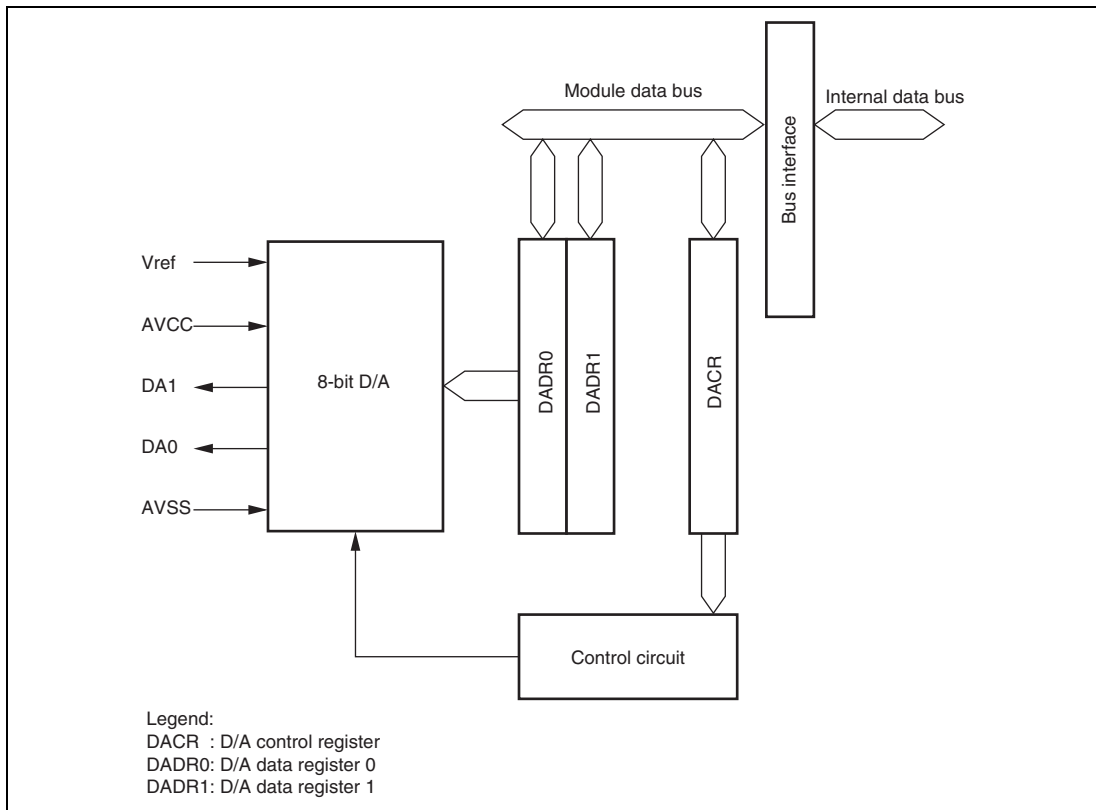 Module data bus
Internal data bus
Bus interface
Vref
AVCC
DA1
DA0
AVSS
8-bit D/A
DADR0
DADR1
DACR
Control circuit
Legend:
DACR : D/A control register
DADR0: D/A data register 0
DADR1: D/A data register 1